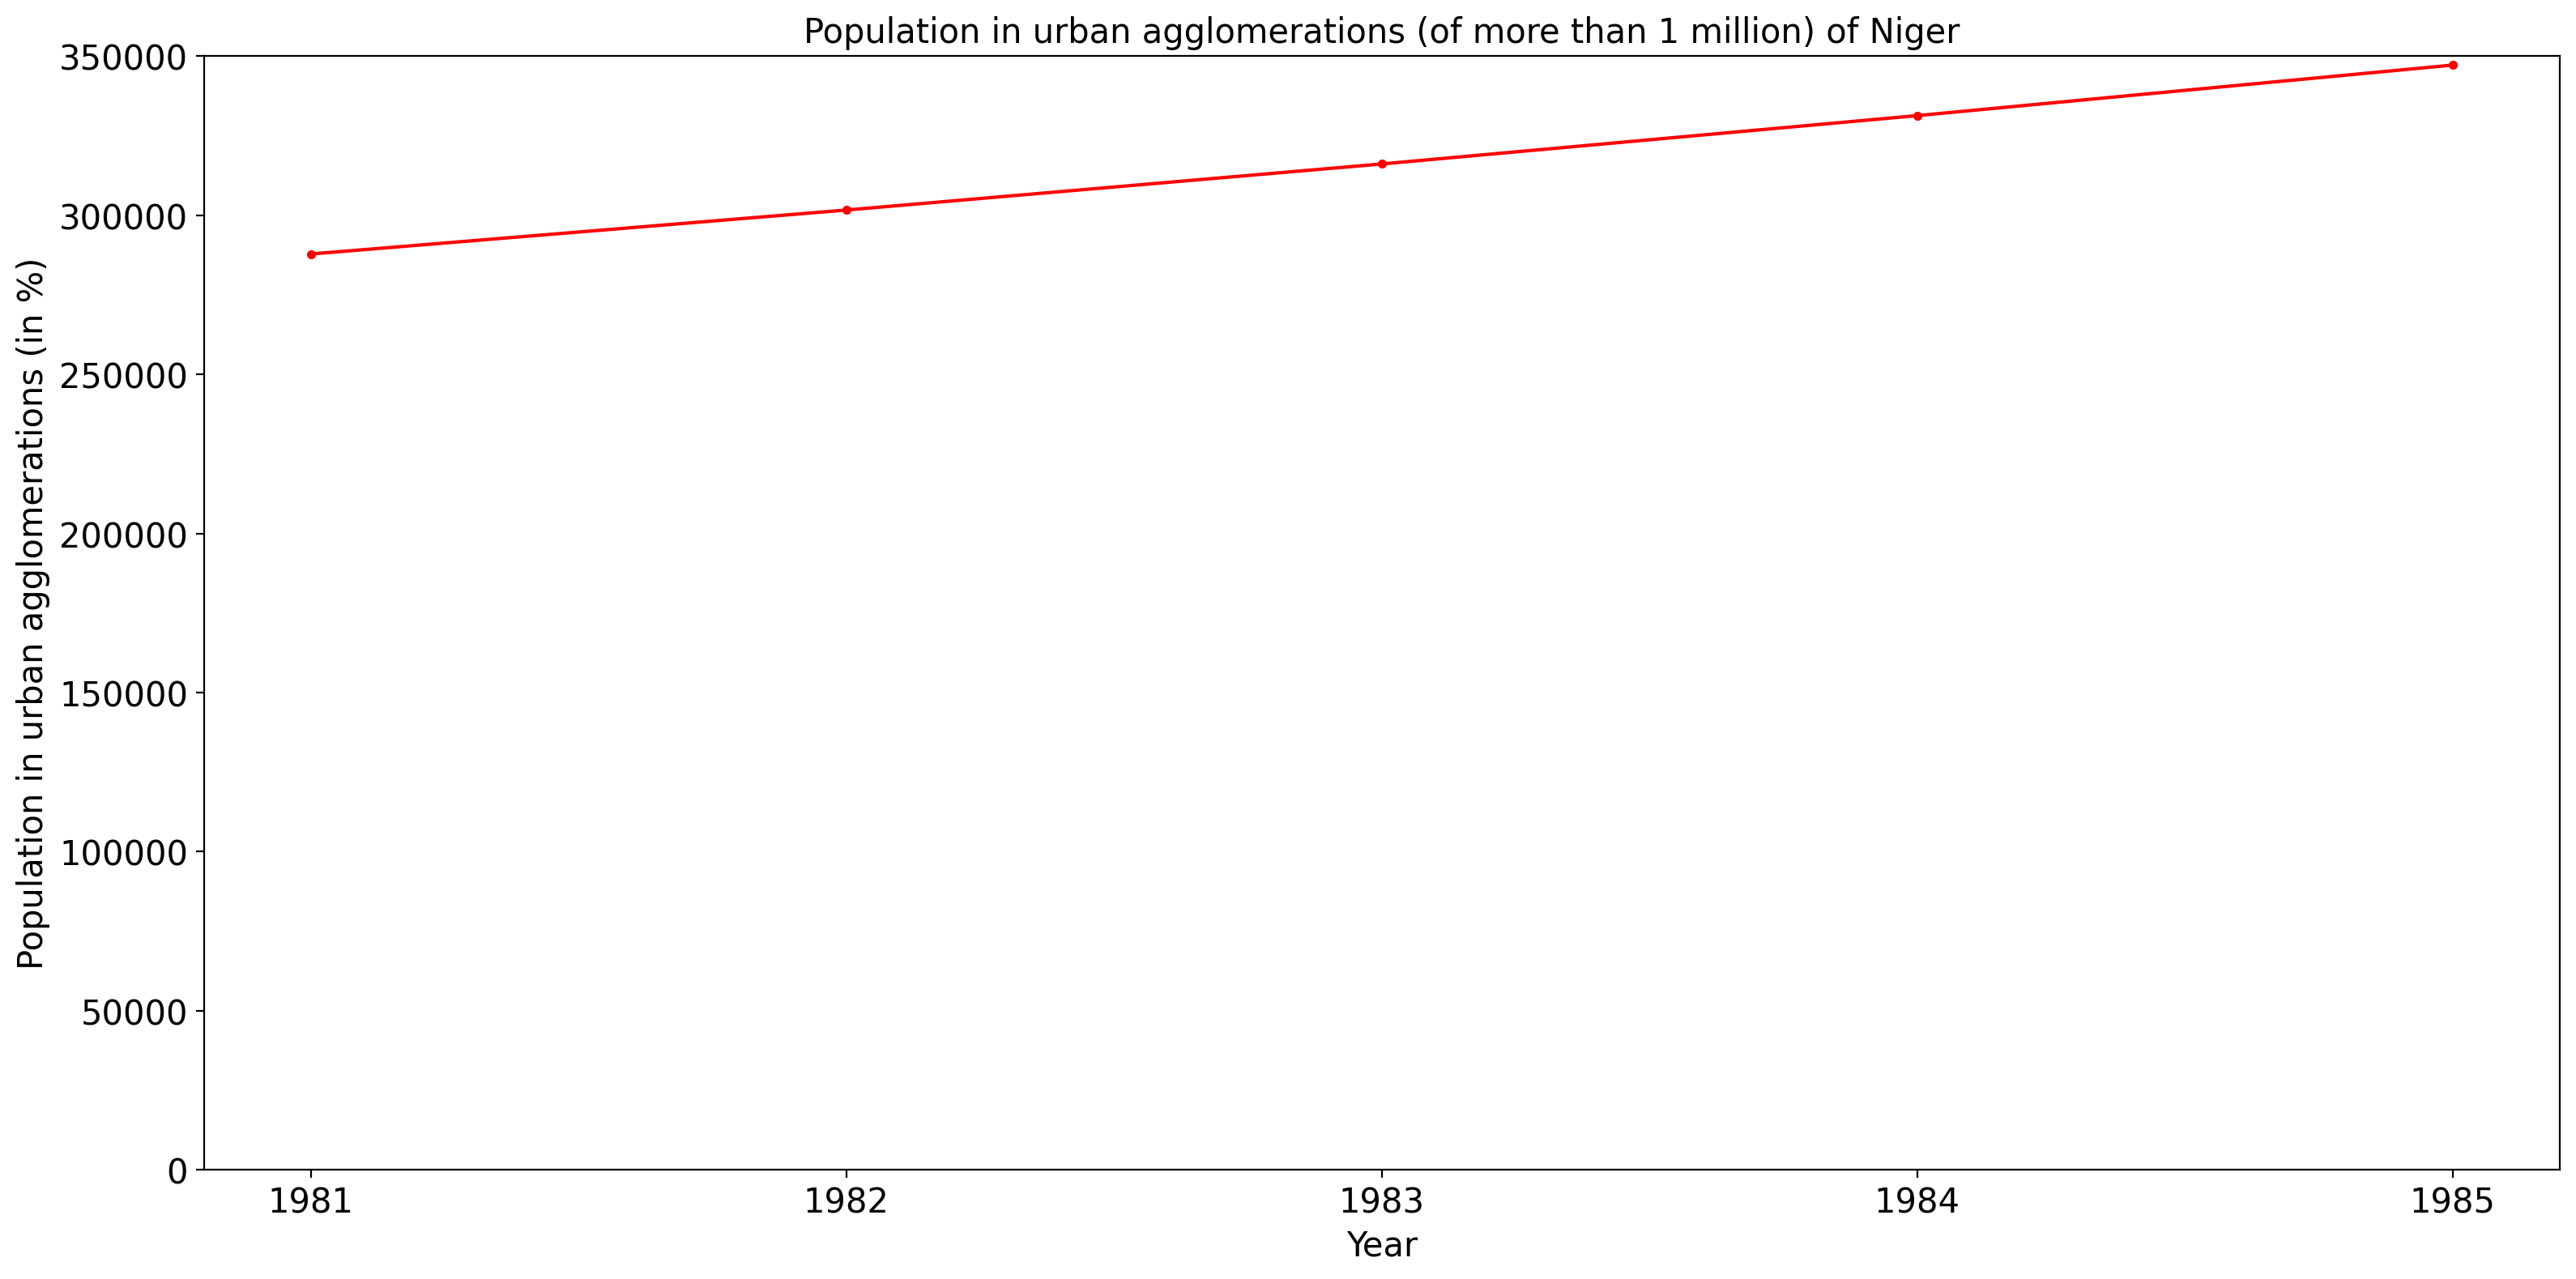 Population in urban agglomerations (of more than 1 million) of Niger
Population in urban agglomerations (in %)
350000
300000
250000
200000
150000
100000
50000
0
1981 1982 1983 1984 1985
Year